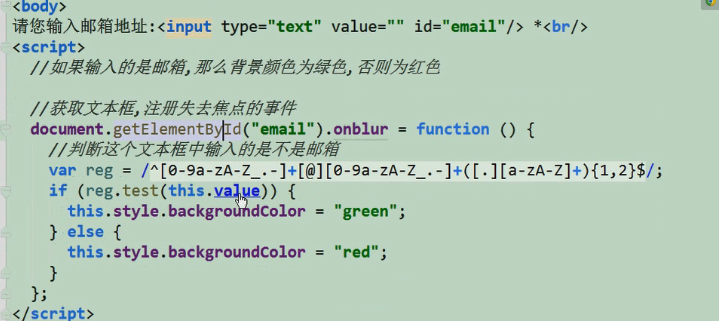 <body>
请您输入邮箱地址:<input type="text" value="" id="email"/> *<br/>
<script>
//如果输入的是邮箱,那么背景颜色为绿色,否则为红色
//获取文本框,注册失去焦点的事件
document.getElementById("email").onblur = function () {
//判断这个文本框中输入的是不是邮箱
var reg = /^[0-9a-zA-Z_.-]+[@][0-9a-zA-Z_.-]+([.][a-zA-Z]+){1,2}$/;
if (reg.test(this.value)) {
this.style.backgroundColor = "green";
} else {
this.style.backgroundColor = "red";
}
};
</script>